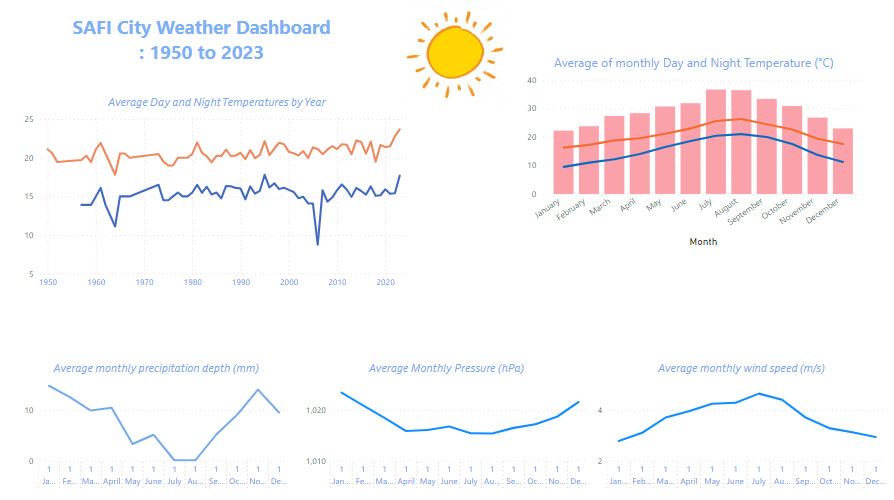 SAFI City Weather Dashboard
: 1950 to 2023
Average Day and Night Temperatures by Year
25
20
15
10
5
1950 1960 1970 1980 1990 2000 2010 2020
Average of monthly Day and Night Temperature (°C)
40
30
20
10
0
January February March April May June July August September October November December
Month
Average monthly precipitation depth (mm)
10
0
1 1 1 1 1 1 1 1 1 1 1 1
Ja... Fe... Ma... April May June July Au... Se... Oc... No... De...
Average Monthly Pressure (hPa)
1,020
1,010
1 1 1 1 1 1 1 1 1 1 1 1
Jan... Fe... Ma... April May June July Au... Se... Oc... No... De...
Average monthly wind speed (m/s)
4
2
1 1 1 1 1 1 1 1 1 1 1 1
Jan... Feb... Ma... April May June July Aug... Sep... Oct... Nov... Dec...